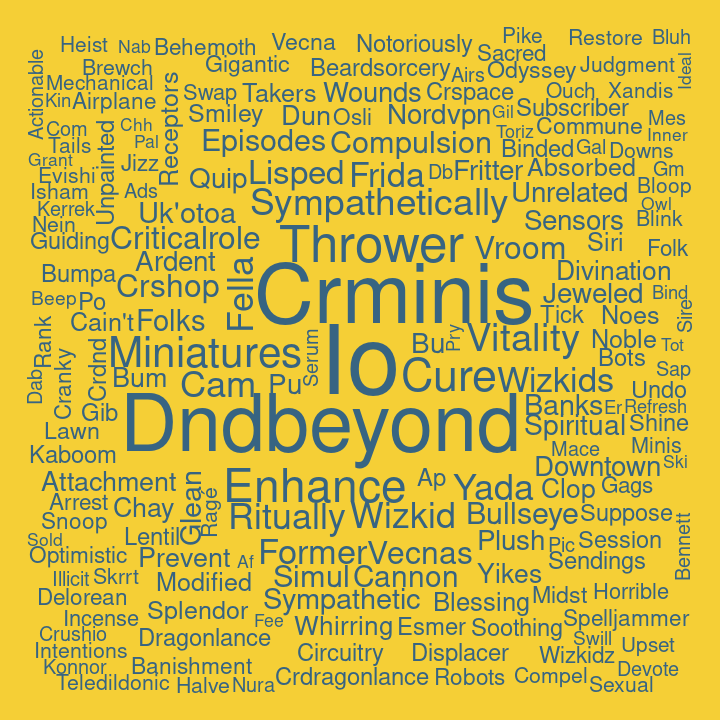 Heist
Nab
Behemoth
Vecna
Notoriously
Pike
Sacred
Restore
Bluh
Brewch
Gigantic
Beardsorcery
Airs
Odyssey
Judgment
Ideal
Actionable
Mechanical
Kin
Airplane
Receptors
Swap
Takers
Wounds
Crspace
Ouch
Xandis
Subscriber
Com
Chh
Smiley
Dun
Osli
Nordvpn
Gil
Toriz
Commune
Mes
Inner
Tails
Pal
Unpainted
Episodes
Compulsion
Binded
Gal
Downs
Grant
Jizz
Evishi
Quip
Lisped
Frida
Db
Fritter
Absorbed
Gm
Bloop
Isham
Ads
Sympathetically
Unrelated
Owl
Kerrek
Nein
Uk'otoa
Sensors
Blink
Guiding
Criticalrole
Thrower
Vroom
Siri
Folk
Ardent
Fella
Bumpa
Crshop
Crminis
Divination
Jeweled
Bind
Beep
Po
Cain't
Folks
Tick
Noes
Sired
Rank
Miniatures
Serum
Io
Bu
Pry
Vitality
Noble
Tot
Bots
Sap
Dab
Cranky
Crdnd
Bum
Cam
Pu
Cure
Wizkids
Undo
Gib
Dndbeyond
Banks
Er
Refresh
Lawn
Spiritual
Shine
Kaboom
Mace
Minis
Downtown
Ski
Attachment
Glean
Enhance
Ap
Yada
Clop
Gags
Arrest
Chay
Rage
Ritually
Wizkid
Bullseye
Suppose
Snoop
Bennett
Sold
Lentil
Plush
Pic
Session
Optimistic
Prevent
Af
Former
Vecnas
Sendings
Illicit
Skrrt
Modified
Simul
Cannon
Yikes
Delorean
Sympathetic
Blessing
Midst
Horrible
Incense
Splendor
Fee
Whirring
Esmer
Soothing
Spelljammer
Crushio
Dragonlance
Swill
Upset
Intentions
Circuitry
Displacer
Wizkidz
Konnor
Banishment
Devote
Teledildonic
Halve
Nura
Crdragonlance
Robots
Compel
Sexual